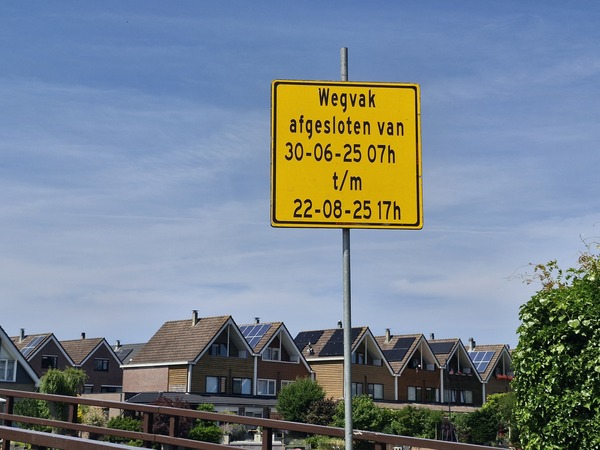 Wegvak
afgesloten van
30-06-25 07h
t/m
22-08-25 17h